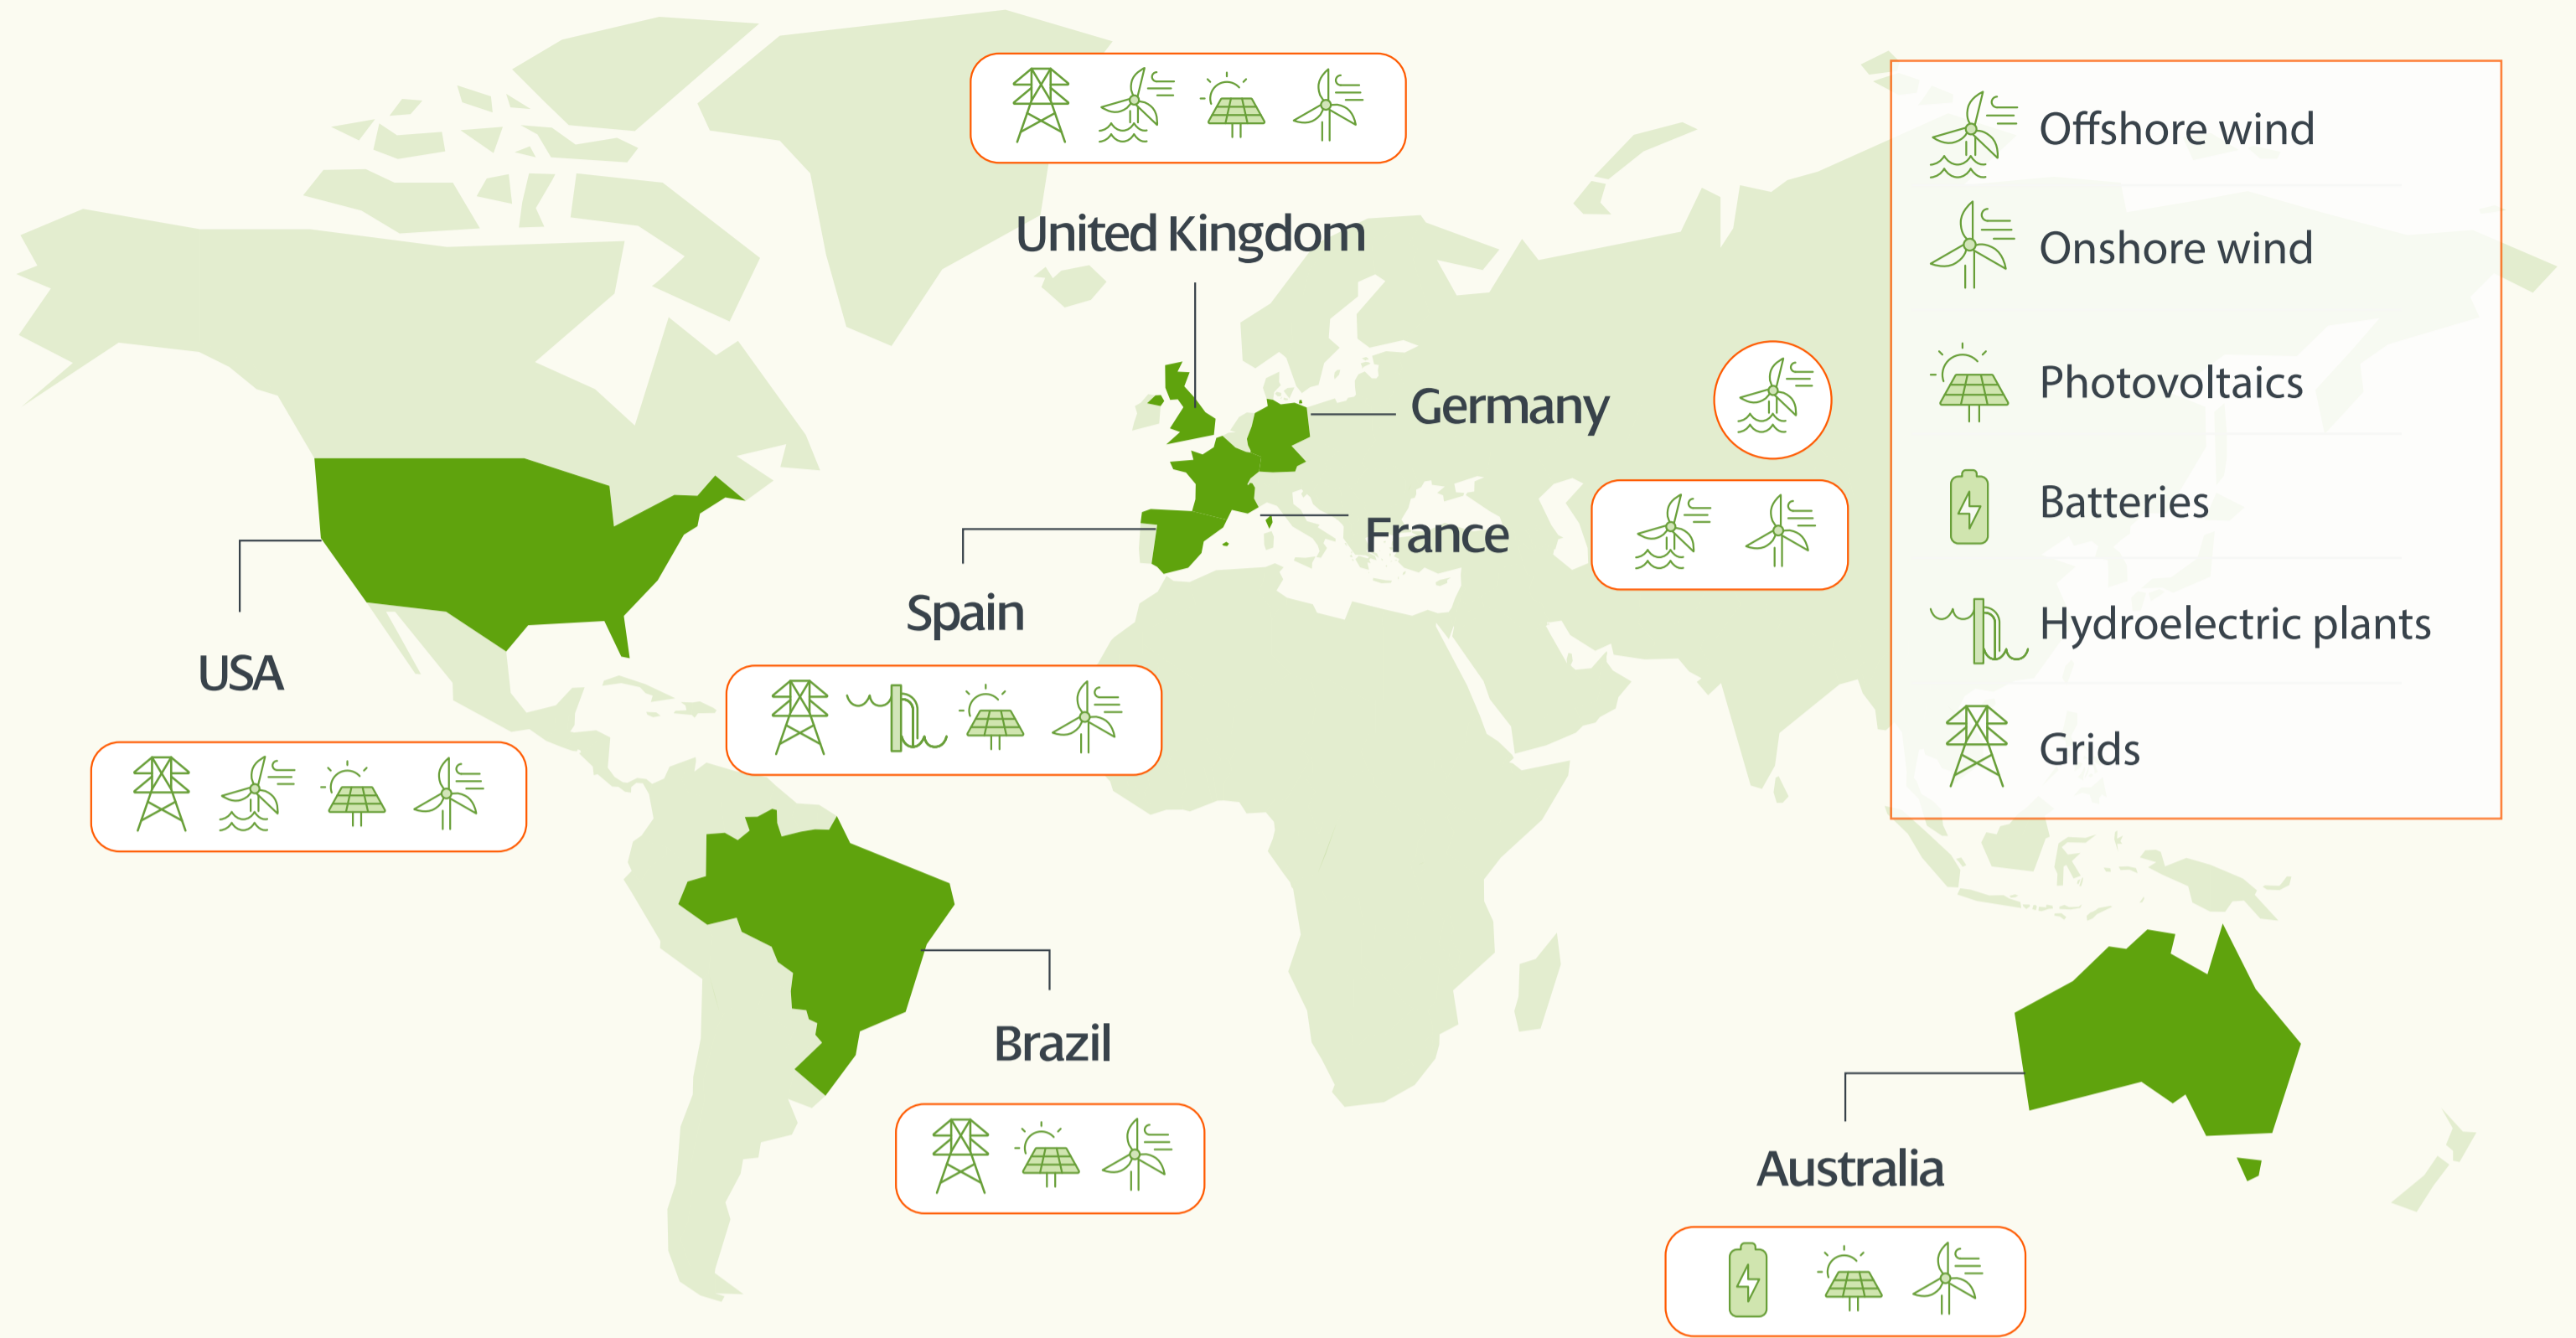 United Kingdom
Germany
France
Spain
USA
Brazil
Australia
Offshore wind
Onshore wind
Photovoltaics
Batteries
Hydroelectric plants
Grids